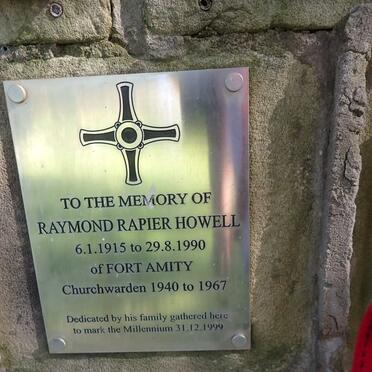 TO THE MEMORY OF
RAYMOND RAPIER HOWELL
6.1.1915 to 29.8.1990
of FORT AMITY
Churchwarden 1940 to 1967
Dedicated by his family gathered here
to mark the Millennium 31.12.1999